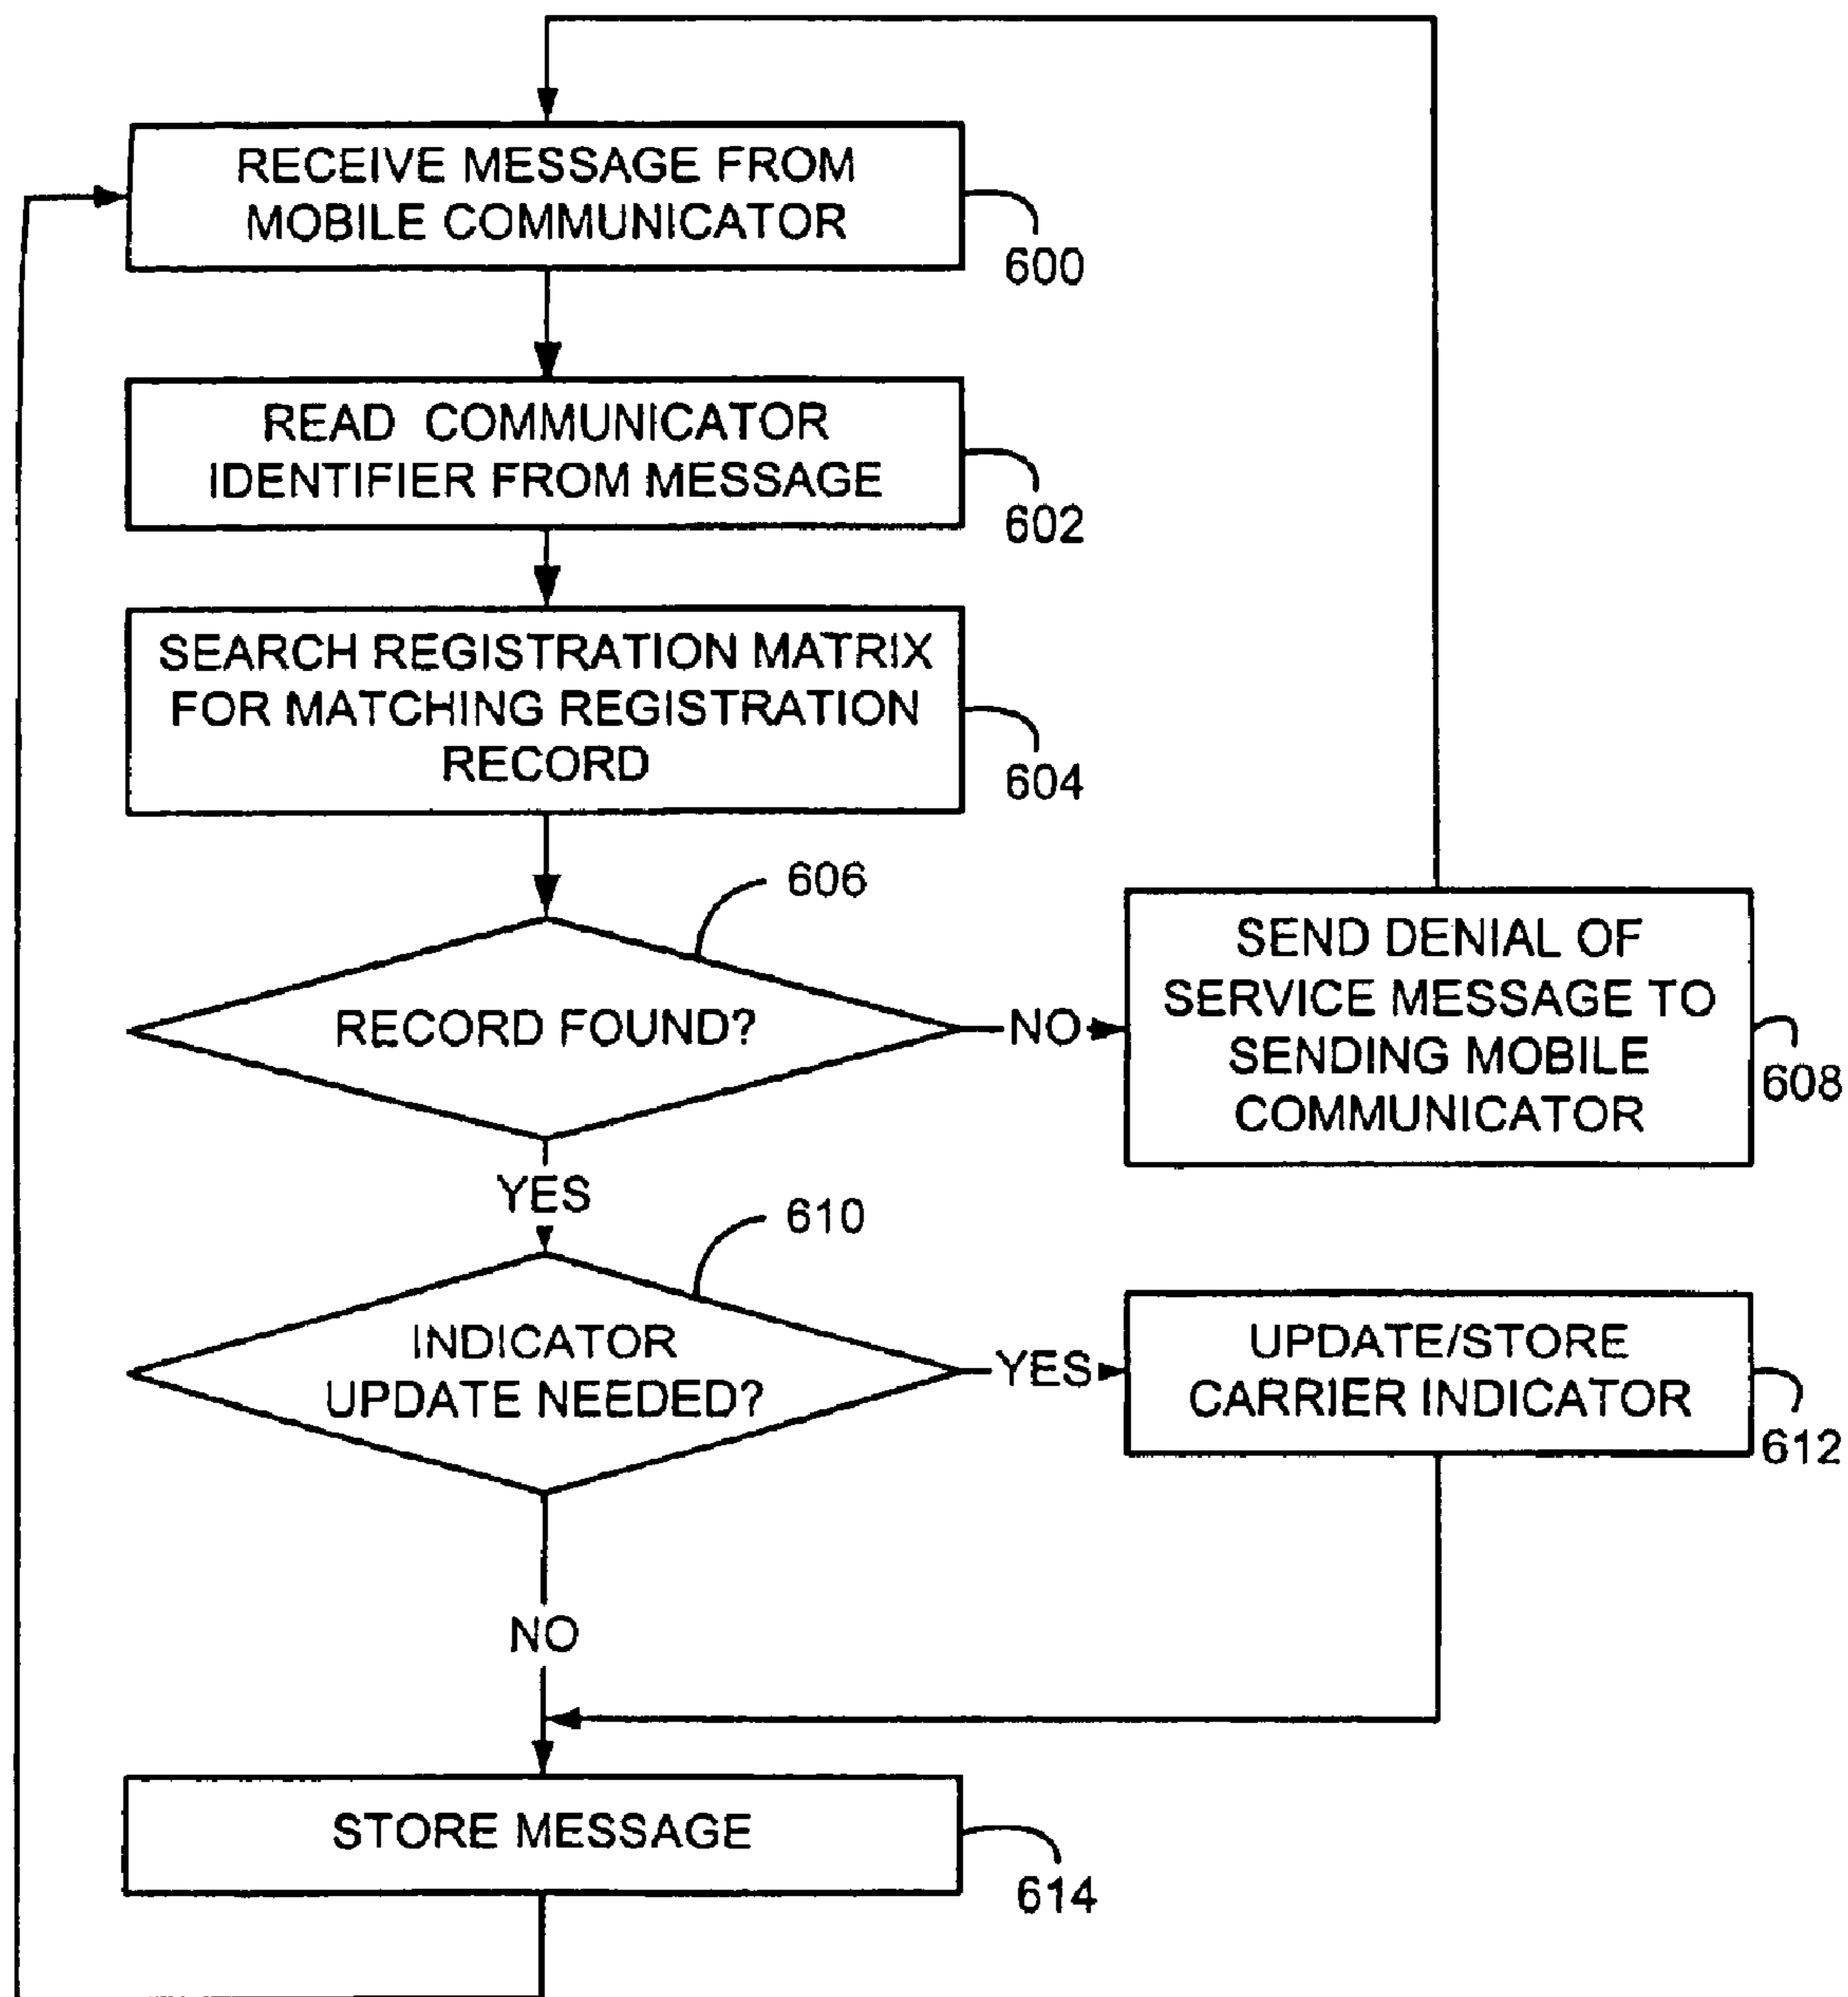 RECEIVE MESSAGE FROM
MOBILE COMMUNICATOR
600
READ COMMUNICATOR
IDENTIFIER FROM MESSAGE
602
SEARCH REGISTRATION MATRIX
FOR MATCHING REGISTRATION
RECORD
604
606
RECORD FOUND?
NO
SEND DENIAL OF
SERVICE MESSAGE TO
SENDING MOBILE
COMMUNICATOR
608
YES
610
INDICATOR
UPDATE NEEDED?
YES
UPDATE/STORE
CARRIER INDICATOR
612
NO
STORE MESSAGE
614